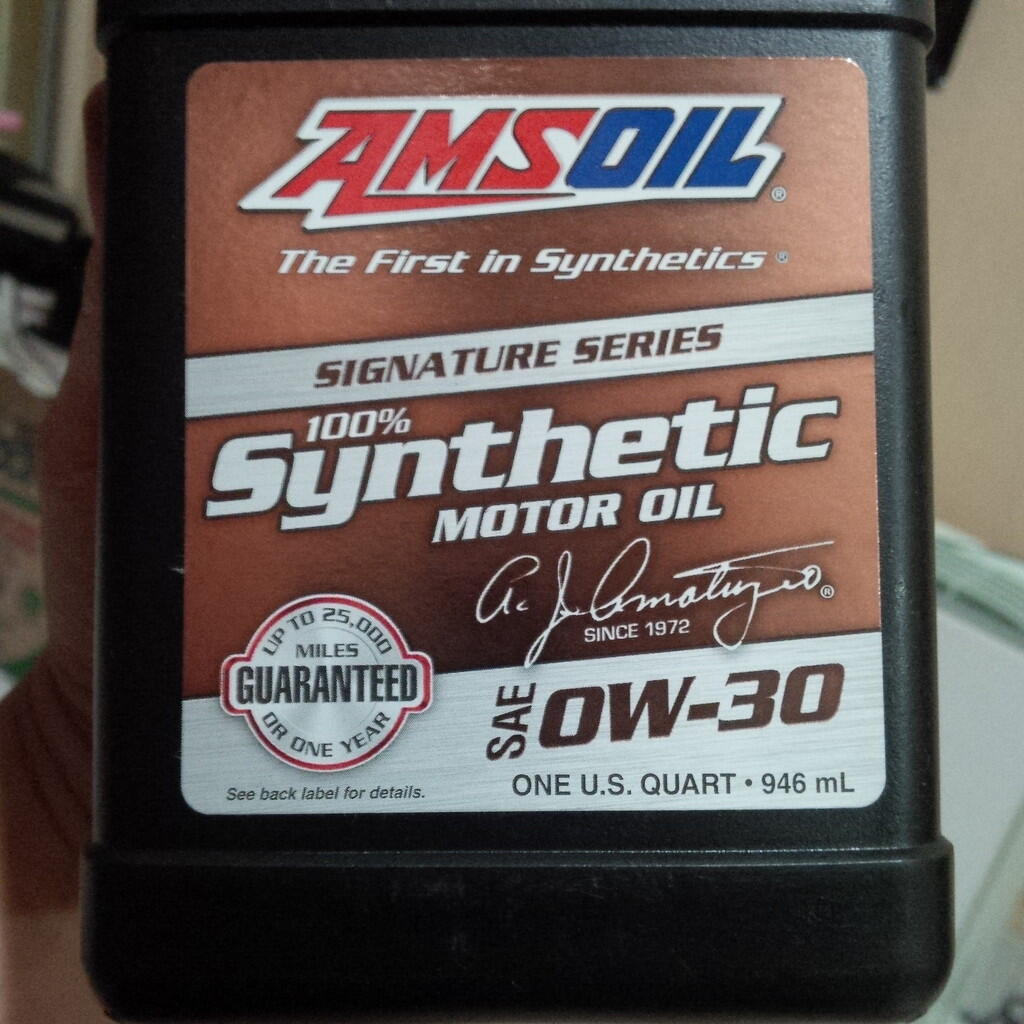 AMSOIL®
The First in Synthetics®
SIGNATURE SERIES
100%
Synthetic
MOTOR OIL
A. J. Amatuzio®
SINCE 1972
UP TO 25,000
MILES
GUARANTEED
OR ONE YEAR
SAE 0W-30
See back label for details.
ONE U.S. QUART • 946 mL